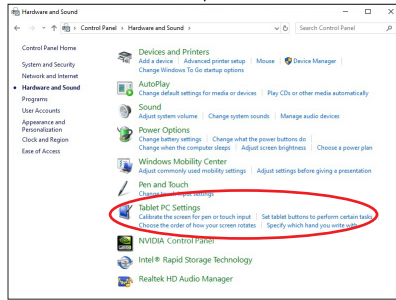 Hardware and Sound
Control Panel > Hardware and Sound >
Search Control Panel
Control Panel Home
System and Security
Network and Internet
Hardware and Sound
Programs
User Accounts
Appearance and
Personalization
Clock and Region
Ease of Access
Devices and Printers
Add a device | Advanced printer setup | Mouse | Device Manager
Change Windows To Go startup options
AutoPlay
Change default settings for media or devices | Play CDs or other media automatically
Sound
Adjust system volume | Change system sounds | Manage audio devices
Power Options
Change battery settings | Change what the power buttons do
Change when the computer sleeps | Adjust screen brightness | Choose a power plan
Windows Mobility Center
Adjust commonly used mobility settings | Adjust settings before giving a presentation
Pen and Touch
Change touch input settings
Tablet PC Settings
Calibrate the screen for pen or touch input | Set tablet buttons to perform certain tasks
Choose the order of how your screen rotates | Specify which hand you write with
NVIDIA Control Panel
Intel® Rapid Storage Technology
Realtek HD Audio Manager